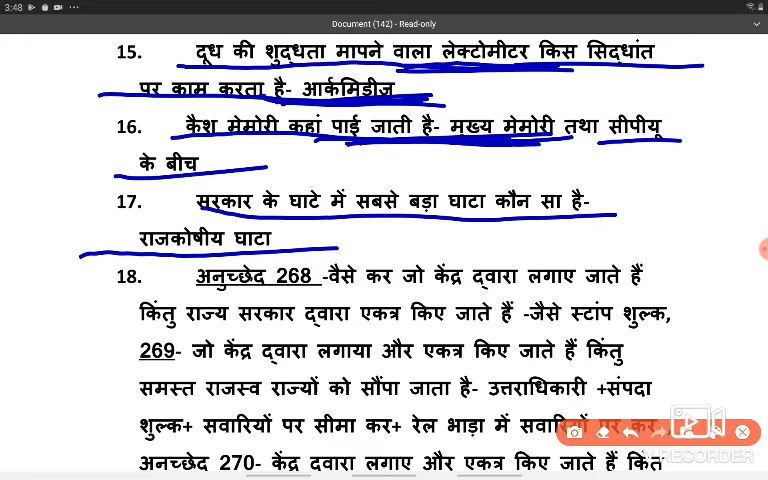 3:48
Document (142) - Read-only
15. दूध की शुद्धता मापने वाला लेक्टोमीटर किस सिद्धांत
पर काम करता है- आर्कमिडीज
16. कैश मेमोरी कहां पाई जाती है- मुख्य मेमोरी तथा सीपीयू
के बीच
17. सरकार के घाटे में सबसे बड़ा घाटा कौन सा है-
राजकोषीय घाटा
18. अनुच्छेद 268 -वैसे कर जो केंद्र द्वारा लगाए जाते हैं
किंतु राज्य सरकार द्वारा एकत्र किए जाते हैं -जैसे स्टांप शुल्क,
269- जो केंद्र द्वारा लगाया और एकत्र किए जाते हैं किंतु
समस्त राजस्व राज्यों को सौंपा जाता है- उत्तराधिकारी +संपदा
शुल्क+ सवारियों पर सीमा कर+ रेल भाड़ा में सवारियों पर कर
अनुच्छेद 270- केंद्र द्वारा लगाए और एकत्र किए जाते हैं किंतु
V RECORDER